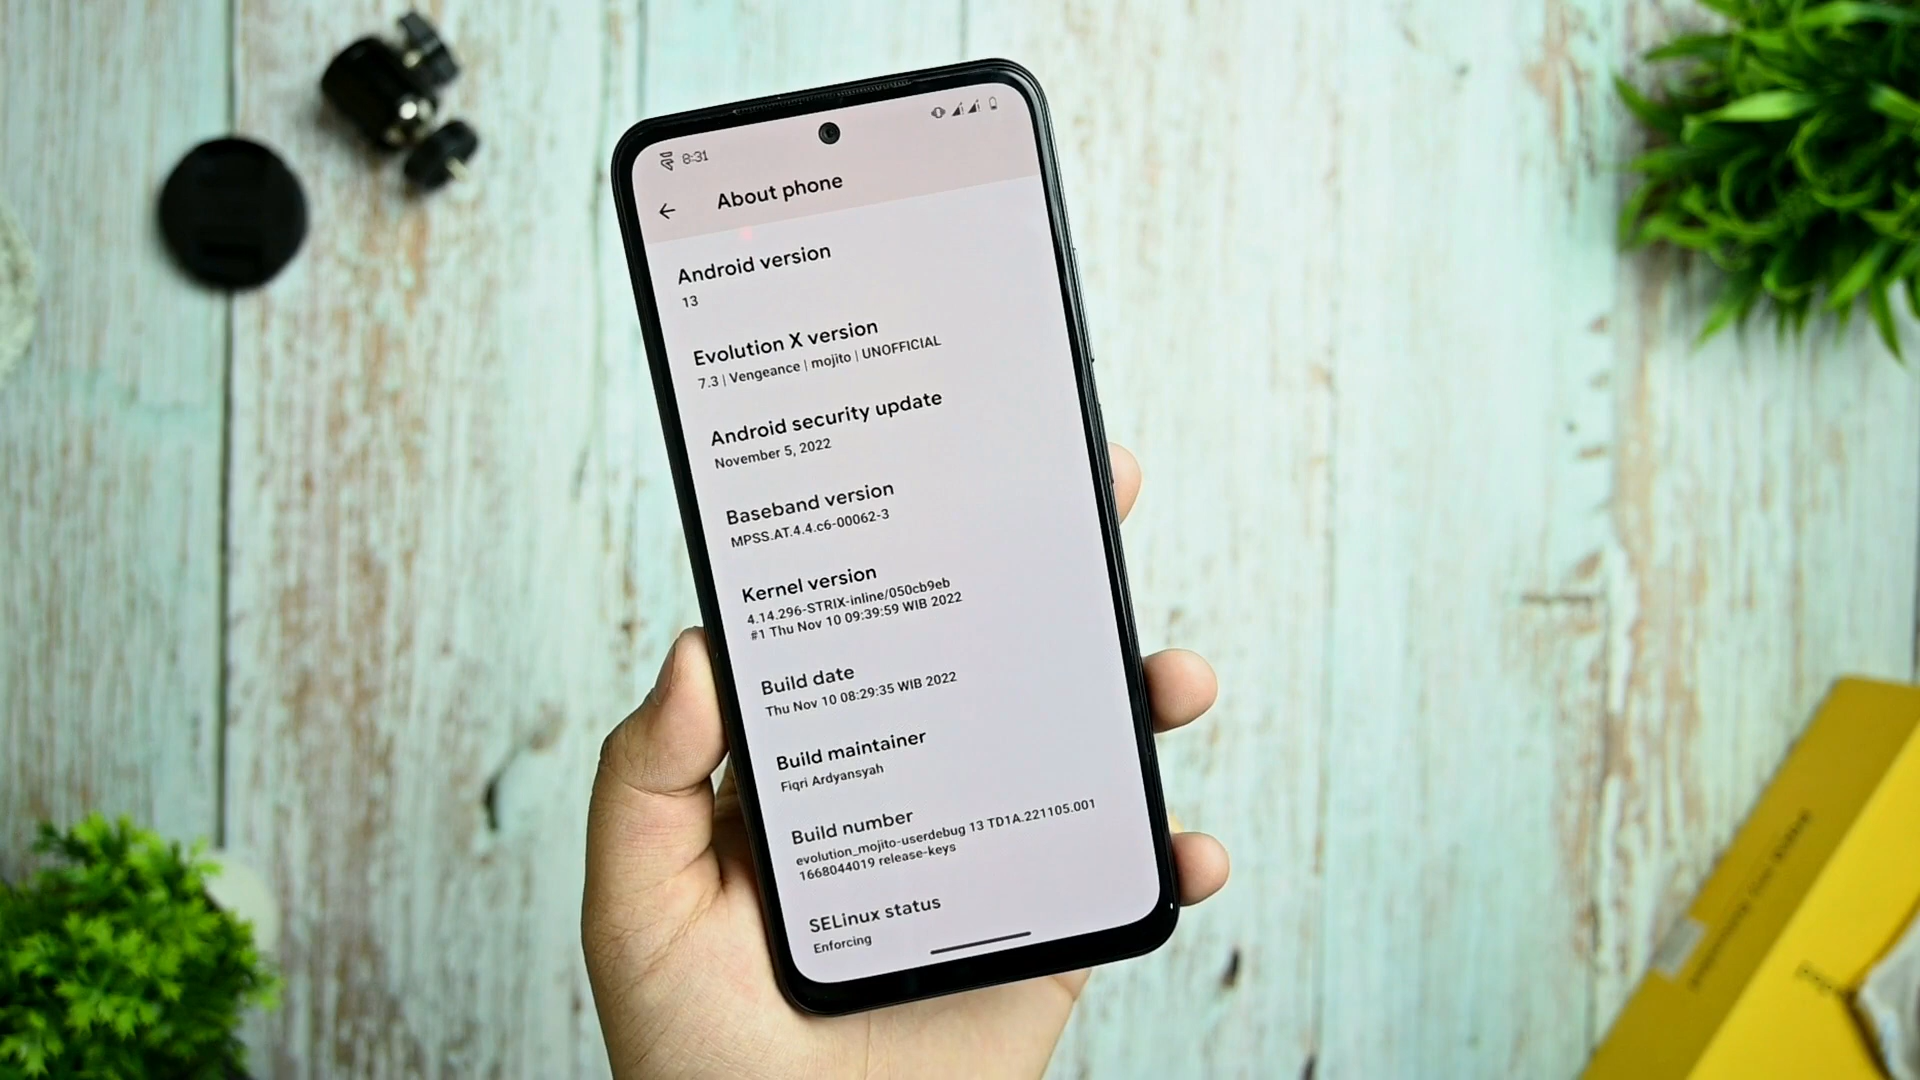 8:31
About phone
Android version
13
Evolution X version
7.3 | Vengeance | mojito | UNOFFICIAL
Android security update
November 5, 2022
Baseband version
MPSS.AT.4.4.c6-00062-3
Kernel version
4.14.296-STRIX-inline/050cb9eb
#1 Thu Nov 10 09:39:59 WIB 2022
Build date
Thu Nov 10 08:29:35 WIB 2022
Build maintainer
Fiqri Ardyansyah
Build number
evolution_mojito-userdebug 13 TD1A.221105.001
1668044019 release-keys
SELinux status
Enforcing